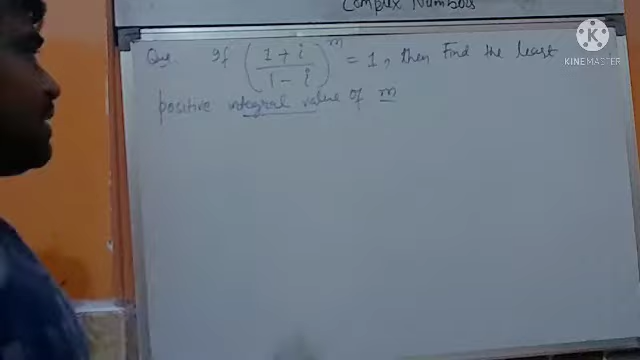 Complex Numbers
Que. If ( 1 + i / 1 - i )^m = 1, then Find the least
positive integral value of m
K
KINEMASTER